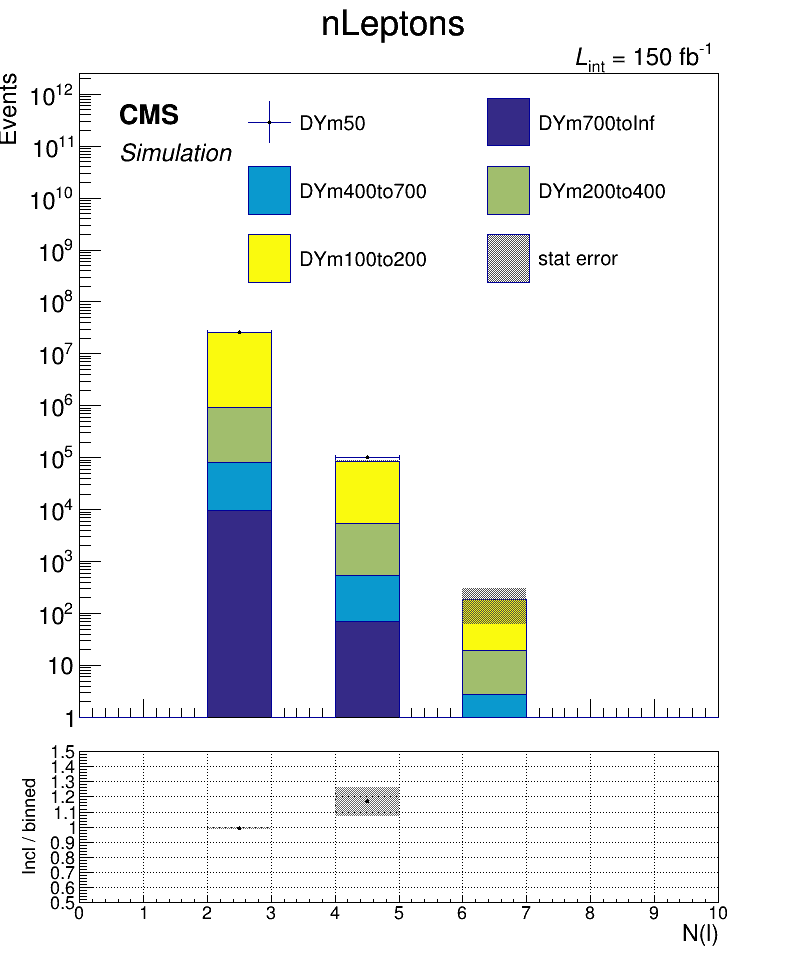 nLeptons
L_int = 150 fb^-1
Events
CMS
Simulation
DYm50
DYm700toInf
DYm400to700
DYm200to400
DYm100to200
stat error
10^12
10^11
10^10
10^9
10^8
10^7
10^6
10^5
10^4
10^3
10^2
10
1
Incl / binned
1.5
1.4
1.3
1.2
1.1
1
0.9
0.8
0.7
0.6
0.5
0 1 2 3 4 5 6 7 8 9 10
N(l)